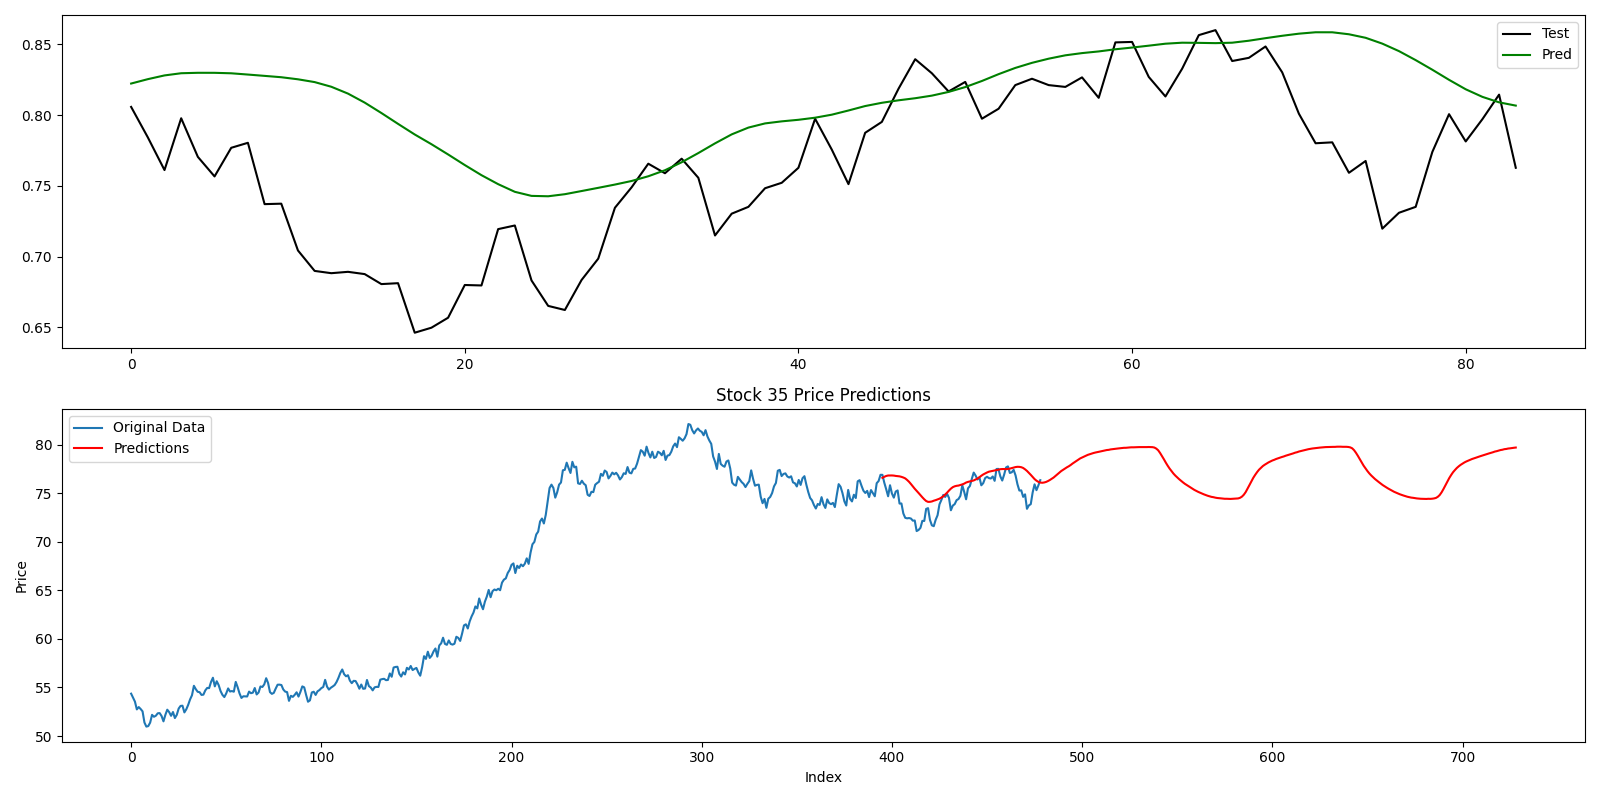 0.85
0.80
0.75
0.70
0.65
Test
Pred
0 20 40 60 80
Stock 35 Price Predictions
Original Data
Predictions
80
75
70
65
60
55
50
Price
0 100 200 300 400 500 600 700
Index